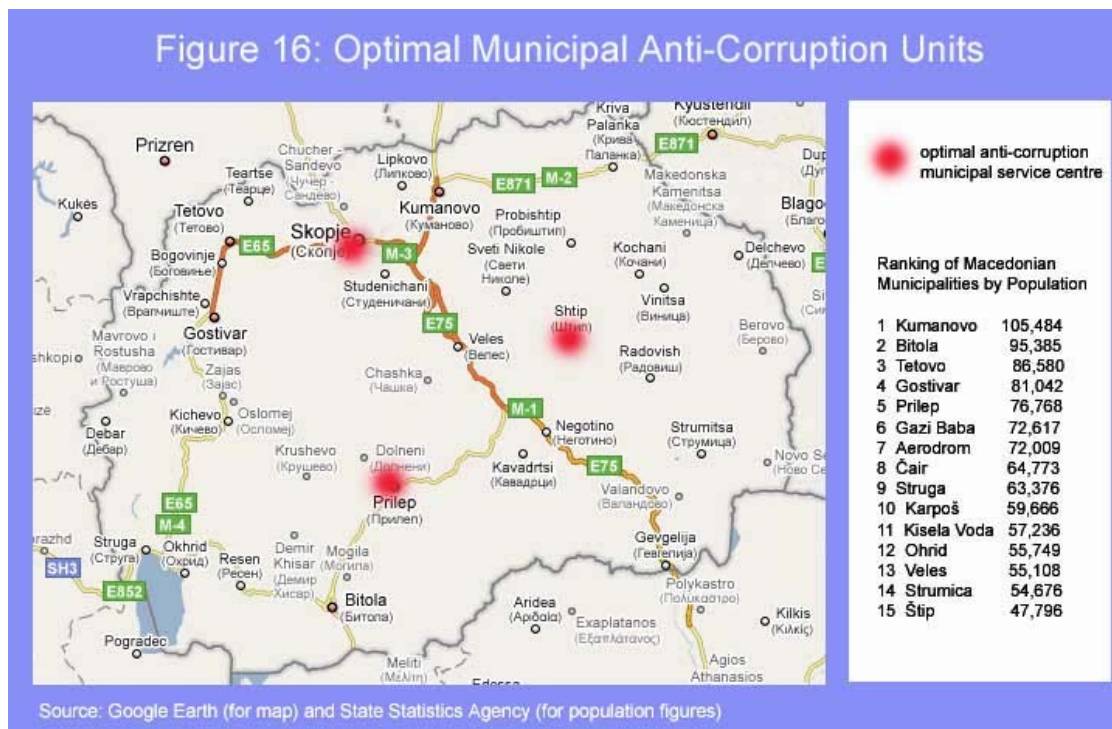 Figure 16: Optimal Municipal Anti-Corruption Units
Kriva
Palanka
(Крива
Паланка)
Kyustendil
(Кюстендил)
Prizren
Chucher -
Sandevo
(Чучер -
Сандево)
Lipkovo
(Липково)
E871
Teartse
(Теарце)
E871
M-2
Makedonska
Kamenitsa
(Македонска
Каменица)
Kukës
Tetovo
(Тетово)
Kumanovo
(Куманово)
Probishtip
(Пробиштип)
Blago
Skopje
E65
M-3
Bogovinje
(Боговиње)
Sveti Nikole
(Свети
Николе)
Kochani
(Кочани)
Delchevo
(Делчево)
Studenichani
(Студеничани)
Vrapchishte
(Врапчиште)
Vinitsa
(Виница)
Shtip
(Штип)
Gostivar
(Гостивар)
E75
Veles
(Велес)
Berovo
(Берово)
Mavrovo i
Rostusha
(Маврово
и Ростуша)
Radovish
(Радовиш)
Zajas
(Зајас)
Chashka
(Чашка)
M-1
Kichevo
(Кичево)
Oslomej
(Осломеј)
Debar
(Дебар)
Negotino
(Неготино)
Strumitsa
(Струмица)
Krushevo
(Крушево)
Dolneni
Kavadrtsi
(Кавадрци)
E75
Novo Se
Prilep
(Прилеп)
Valandovo
(Валандово)
E65
M-4
Struga
(Струга)
Okhrid
(Охрид)
Resen
(Ресен)
Demir
Khisar
(Демир
Хисар)
Mogila
(Могила)
Gevgelija
(Гевгелија)
SH3
E852
Bitola
(Битола)
Polykastro
(Πολύκαστρο)
Aridea
(Αριδαία)
Exaplatanos
(Εξαπλάτανος)
Kilkis
(Κιλκίς)
Pogradec
Meliti
(Μελίτη)
Agios
Athanasios
optimal anti-corruption
municipal service centre
Ranking of Macedonian
Municipalities by Population
1 Kumanovo 105,484
2 Bitola 95,385
3 Tetovo 86,580
4 Gostivar 81,042
5 Prilep 76,768
6 Gazi Baba 72,617
7 Aerodrom 72,009
8 Čair 64,773
9 Struga 63,376
10 Karpoš 59,666
11 Kisela Voda 57,236
12 Ohrid 55,749
13 Veles 55,108
14 Strumica 54,676
15 Štip 47,796
Source: Google Earth (for map) and State Statistics Agency (for population figures)